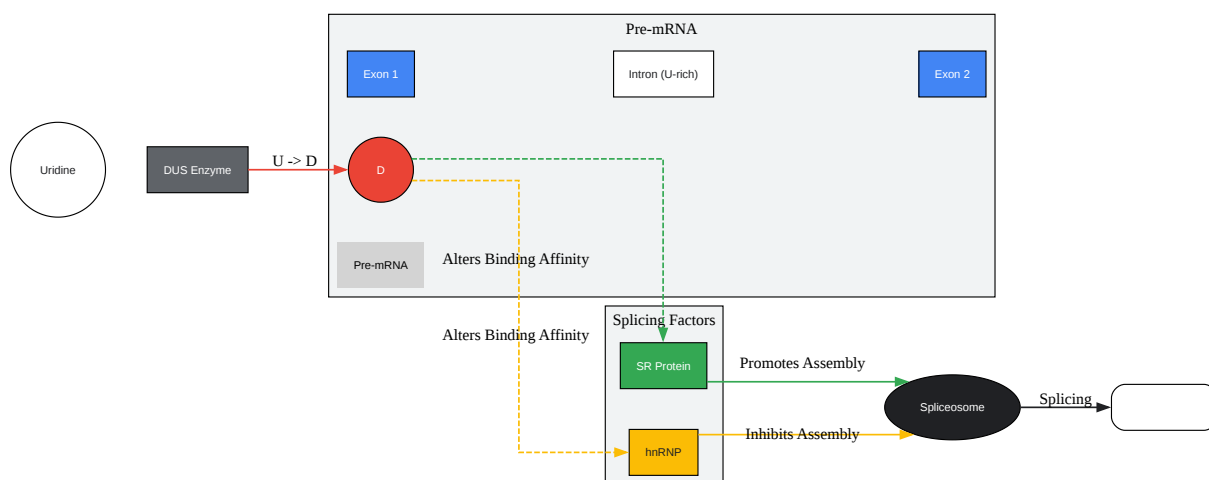 Pre-mRNA
Exon 1
Intron (U-rich)
Exon 2
Uridine
DUS Enzyme
U -> D
D
Pre-mRNA
Alters Binding Affinity
Alters Binding Affinity
Splicing Factors
SR Protein
Promotes Assembly
Spliceosome
Splicing
hnRNP
Inhibits Assembly